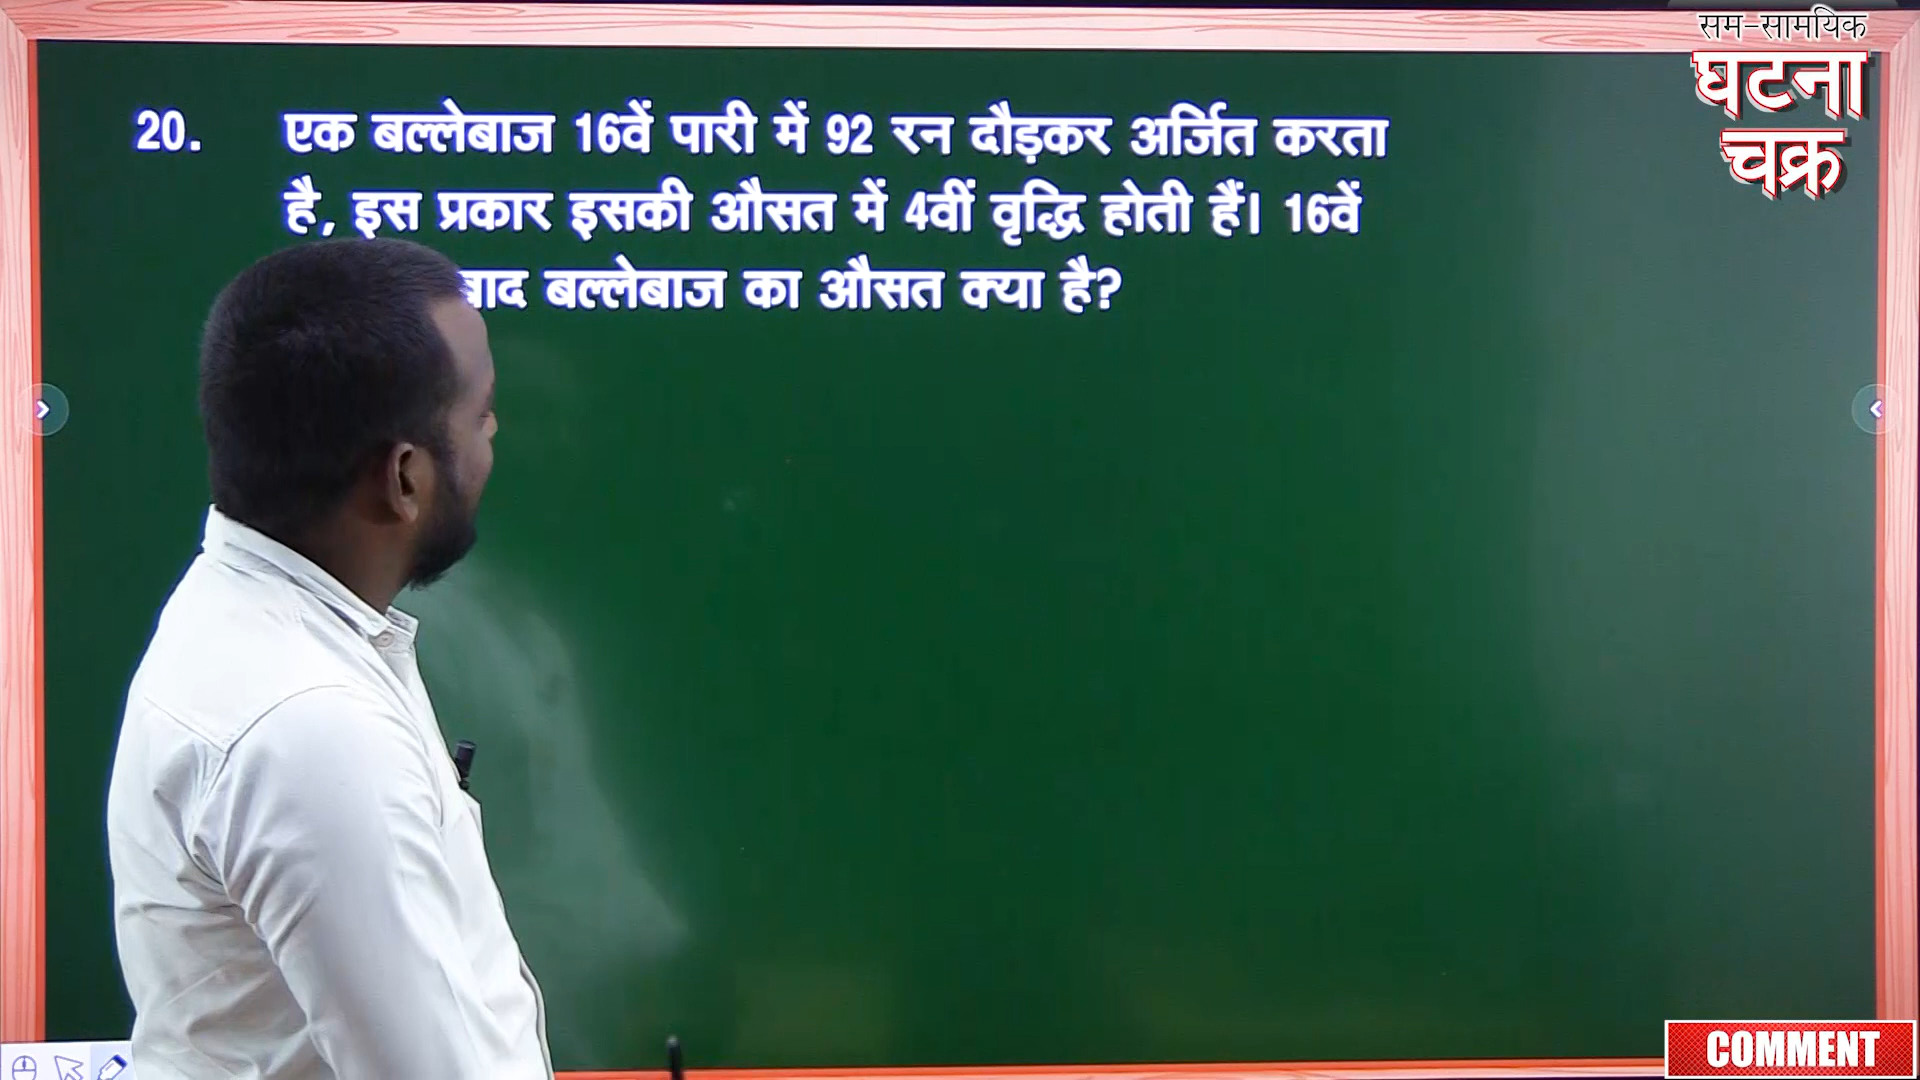 सम-सामयिक
घटना
चक्र
20. एक बल्लेबाज 16वें पारी में 92 रन दौड़कर अर्जित करता
है, इस प्रकार इसकी औसत में 4वीं वृद्धि होती हैं। 16वें
बाद बल्लेबाज का औसत क्या है?
COMMENT